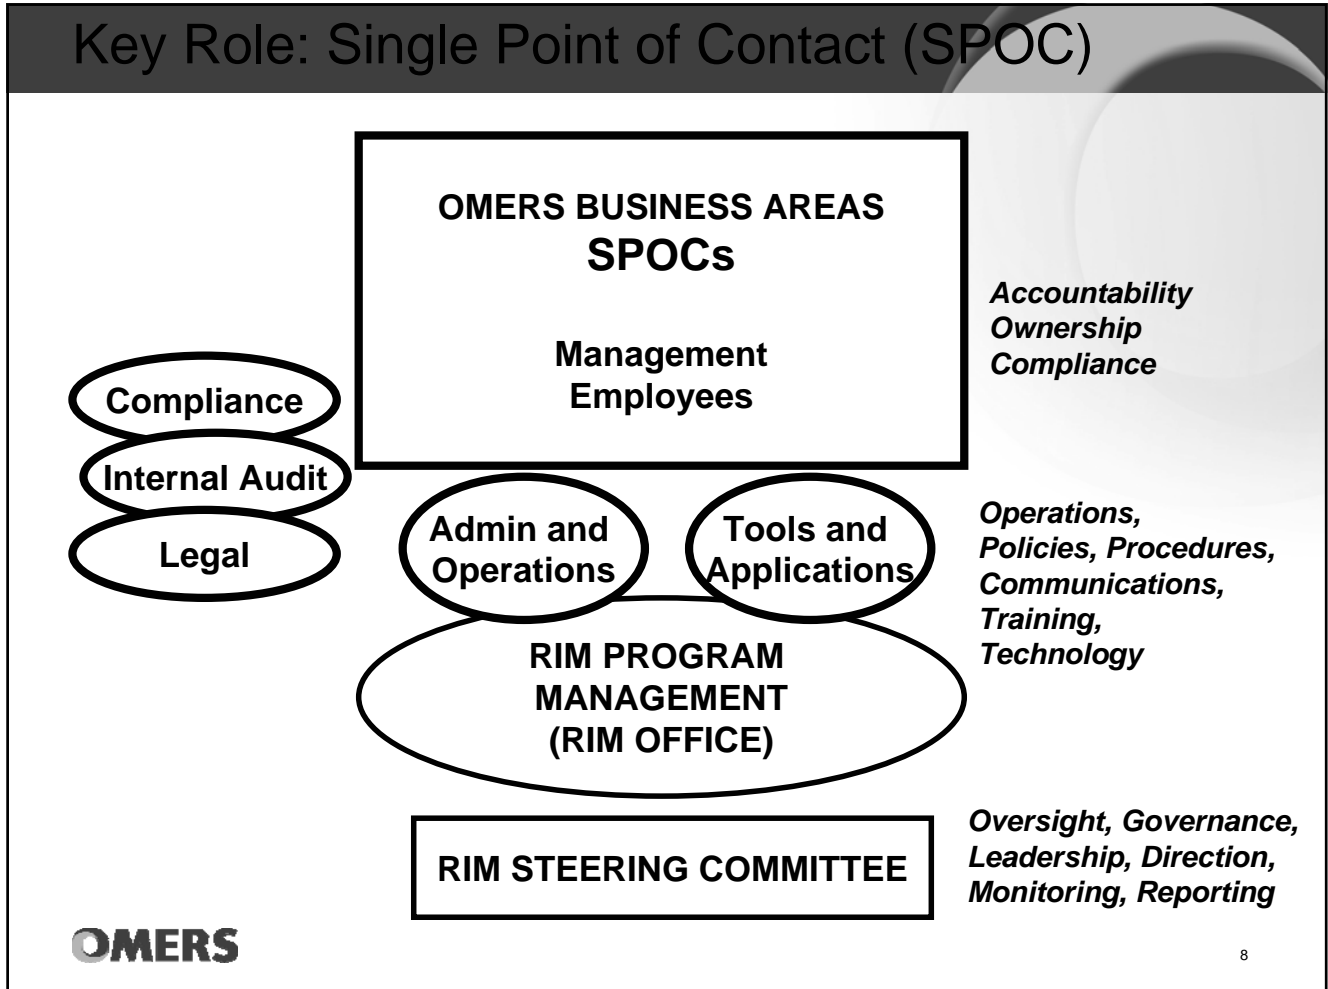 Key Role: Single Point of Contact (SPOC)
OMERS BUSINESS AREAS
SPOCs
Management
Employees
Accountability
Ownership
Compliance
Compliance
Internal Audit
Legal
Admin and
Operations
Tools and
Applications
Operations,
Policies, Procedures,
Communications,
Training,
Technology
RIM PROGRAM
MANAGEMENT
(RIM OFFICE)
RIM STEERING COMMITTEE
Oversight, Governance,
Leadership, Direction,
Monitoring, Reporting
OMERS
8